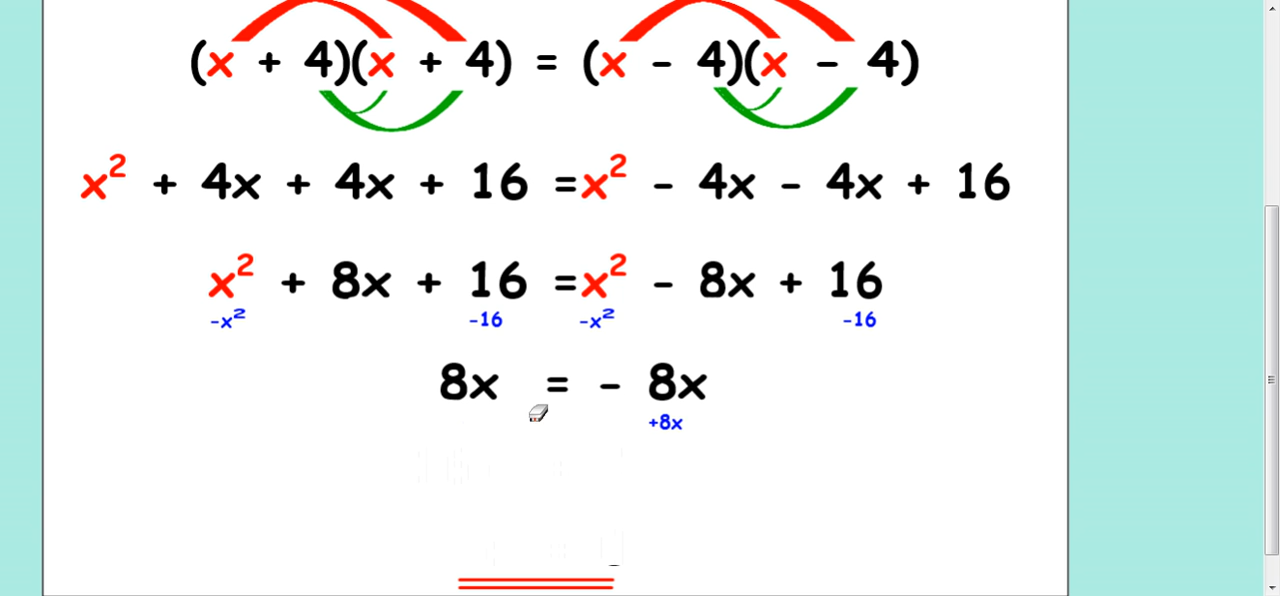 (x + 4)(x + 4) = (x - 4)(x - 4)
x² + 4x + 4x + 16 =x² - 4x - 4x + 16
x² + 8x + 16 =x² - 8x + 16
-x² -16 -x² -16
8x = - 8x
+8x